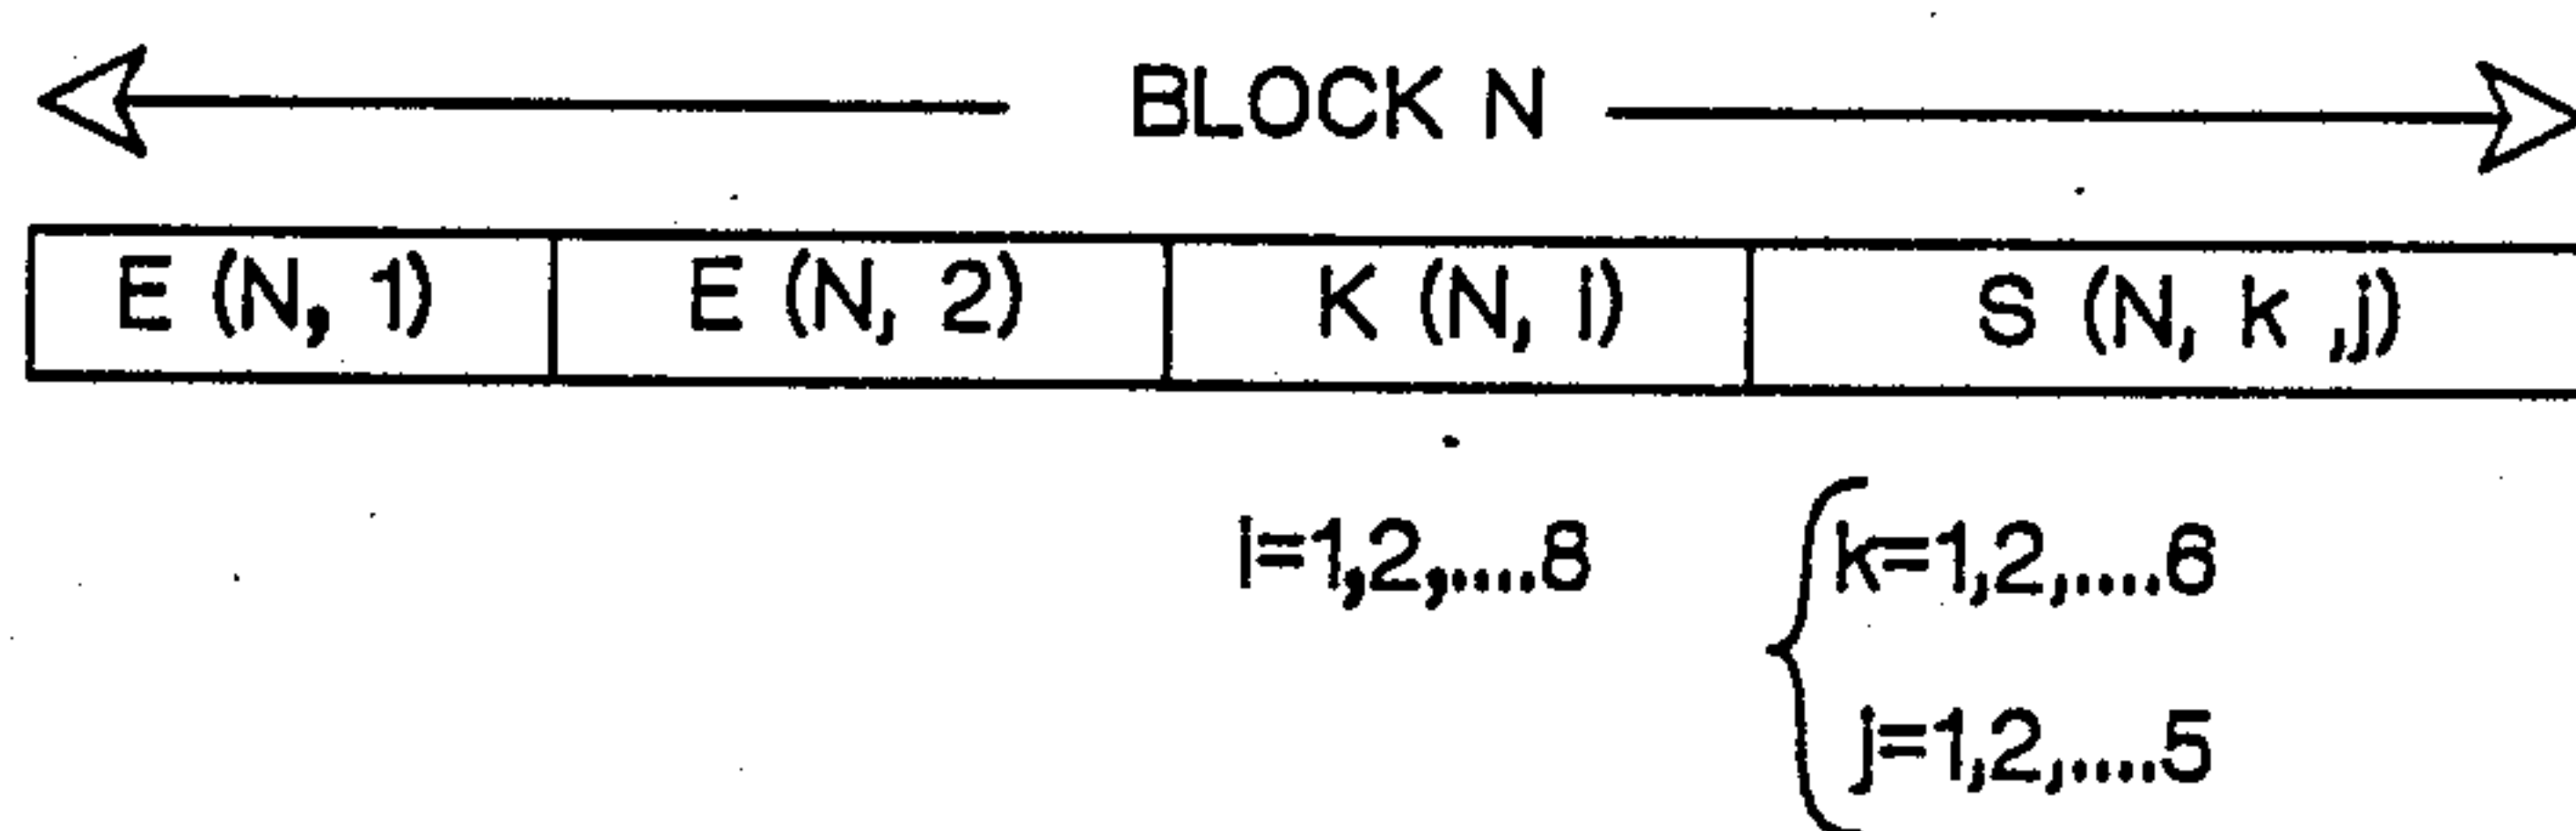 BLOCK N
E (N, 1) E (N, 2) K (N, i) S (N, k ,j)
i=1,2,....8 k=1,2,....6
j=1,2,....5